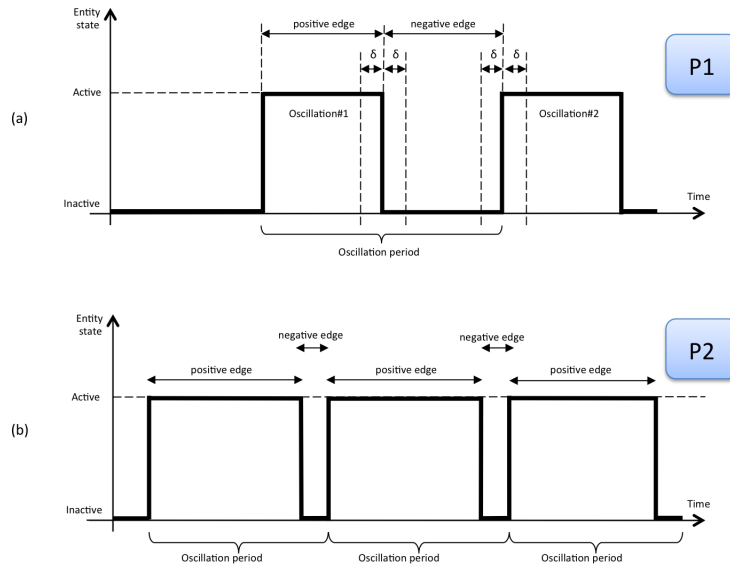 Entity
state
positive edge
negative edge
δ
δ
δ
δ
P1
Active
(a)
Oscillation#1
Oscillation#2
Inactive
Time
Oscillation period
Entity
state
negative edge
negative edge
P2
positive edge
positive edge
positive edge
Active
(b)
Inactive
Time
Oscillation period
Oscillation period
Oscillation period